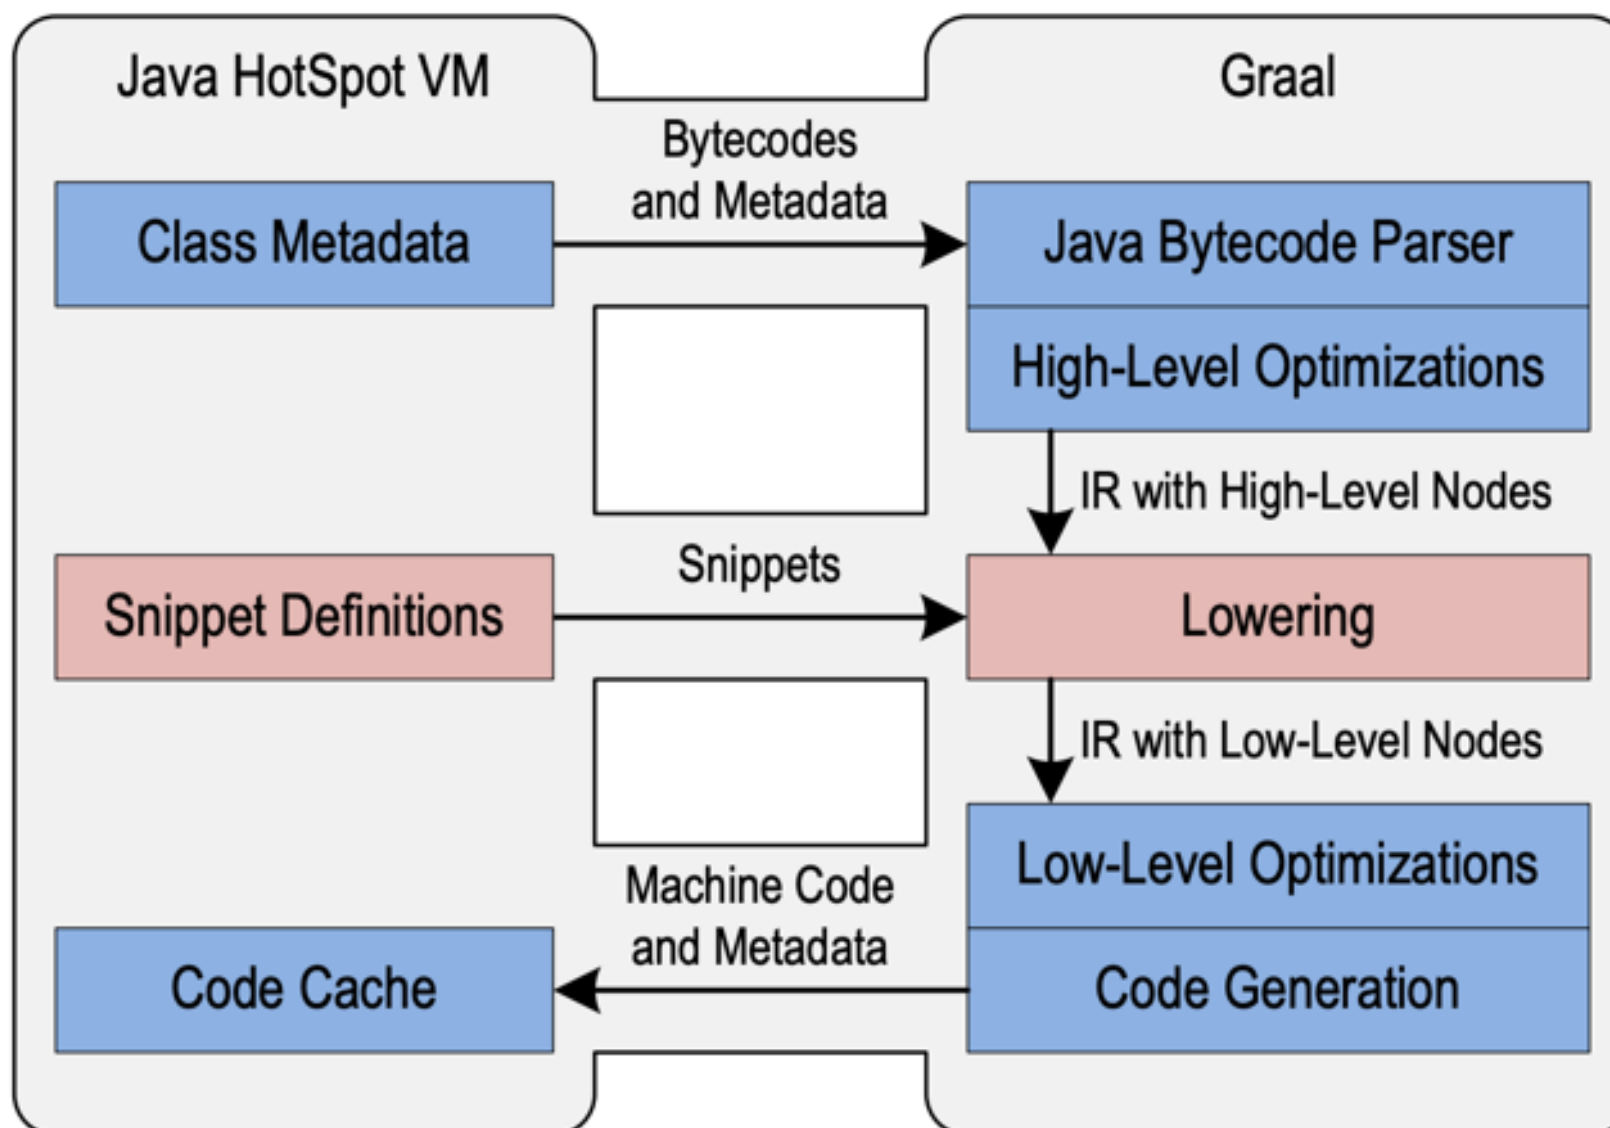 Java HotSpot VM
Graal
Bytecodes
and Metadata
Class Metadata
Java Bytecode Parser
High-Level Optimizations
IR with High-Level Nodes
Snippets
Snippet Definitions
Lowering
IR with Low-Level Nodes
Low-Level Optimizations
Machine Code
and Metadata
Code Cache
Code Generation